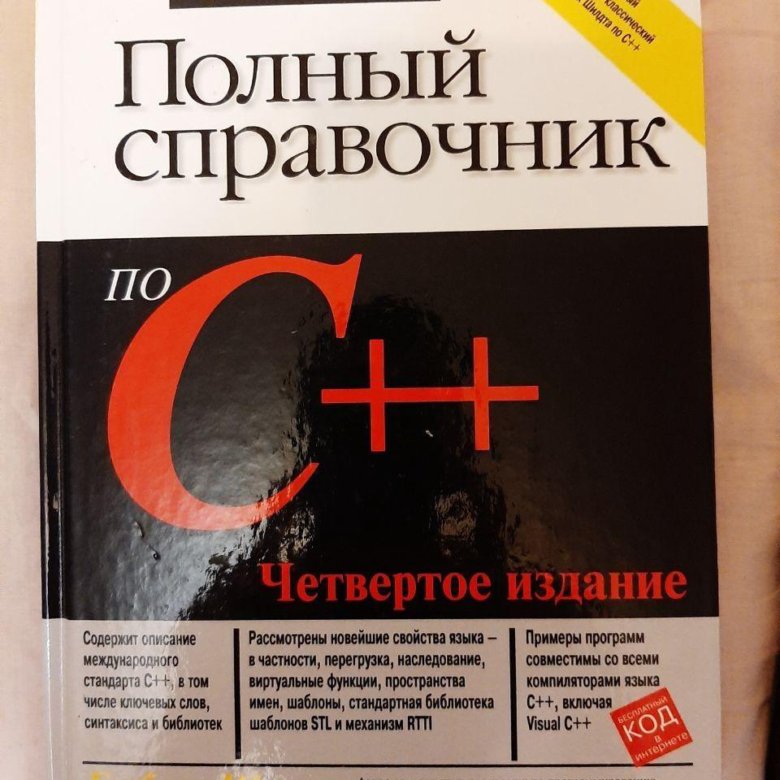 классический
Шилдта по C++
Полный
справочник
по
C++
Четвертое издание
Содержит описание
международного
стандарта C++, в том
числе ключевых слов,
синтаксиса и библиотек
Рассмотрены новейшие свойства языка –
в частности, перегрузка, наследование,
виртуальные функции, пространства
имен, шаблоны, стандартная библиотека
шаблонов STL и механизм RTTI
Примеры программ
совместимы со всеми
компиляторами языка
C++, включая
Visual C++
БЕСПЛАТНЫЙ
КОД
в
интернете